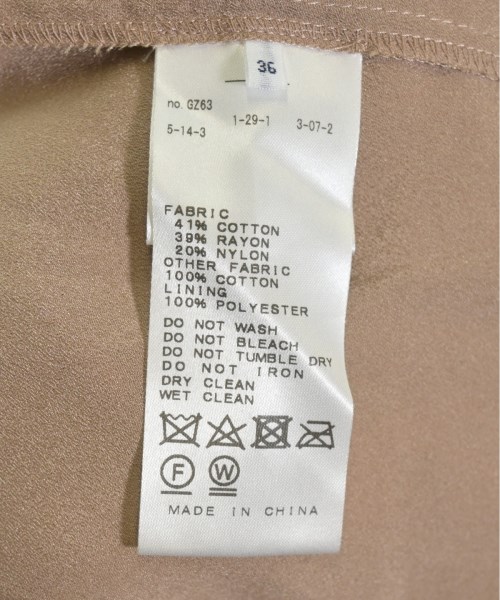 36
no. GZ63
5-14-3 1-29-1 3-07-2
FABRIC
41% COTTON
39% RAYON
20% NYLON
OTHER FABRIC
100% COTTON
LINING
100% POLYESTER
DO NOT WASH
DO NOT BLEACH
DO NOT TUMBLE DRY
DO NOT IRON
DRY CLEAN
WET CLEAN
F W
MADE IN CHINA